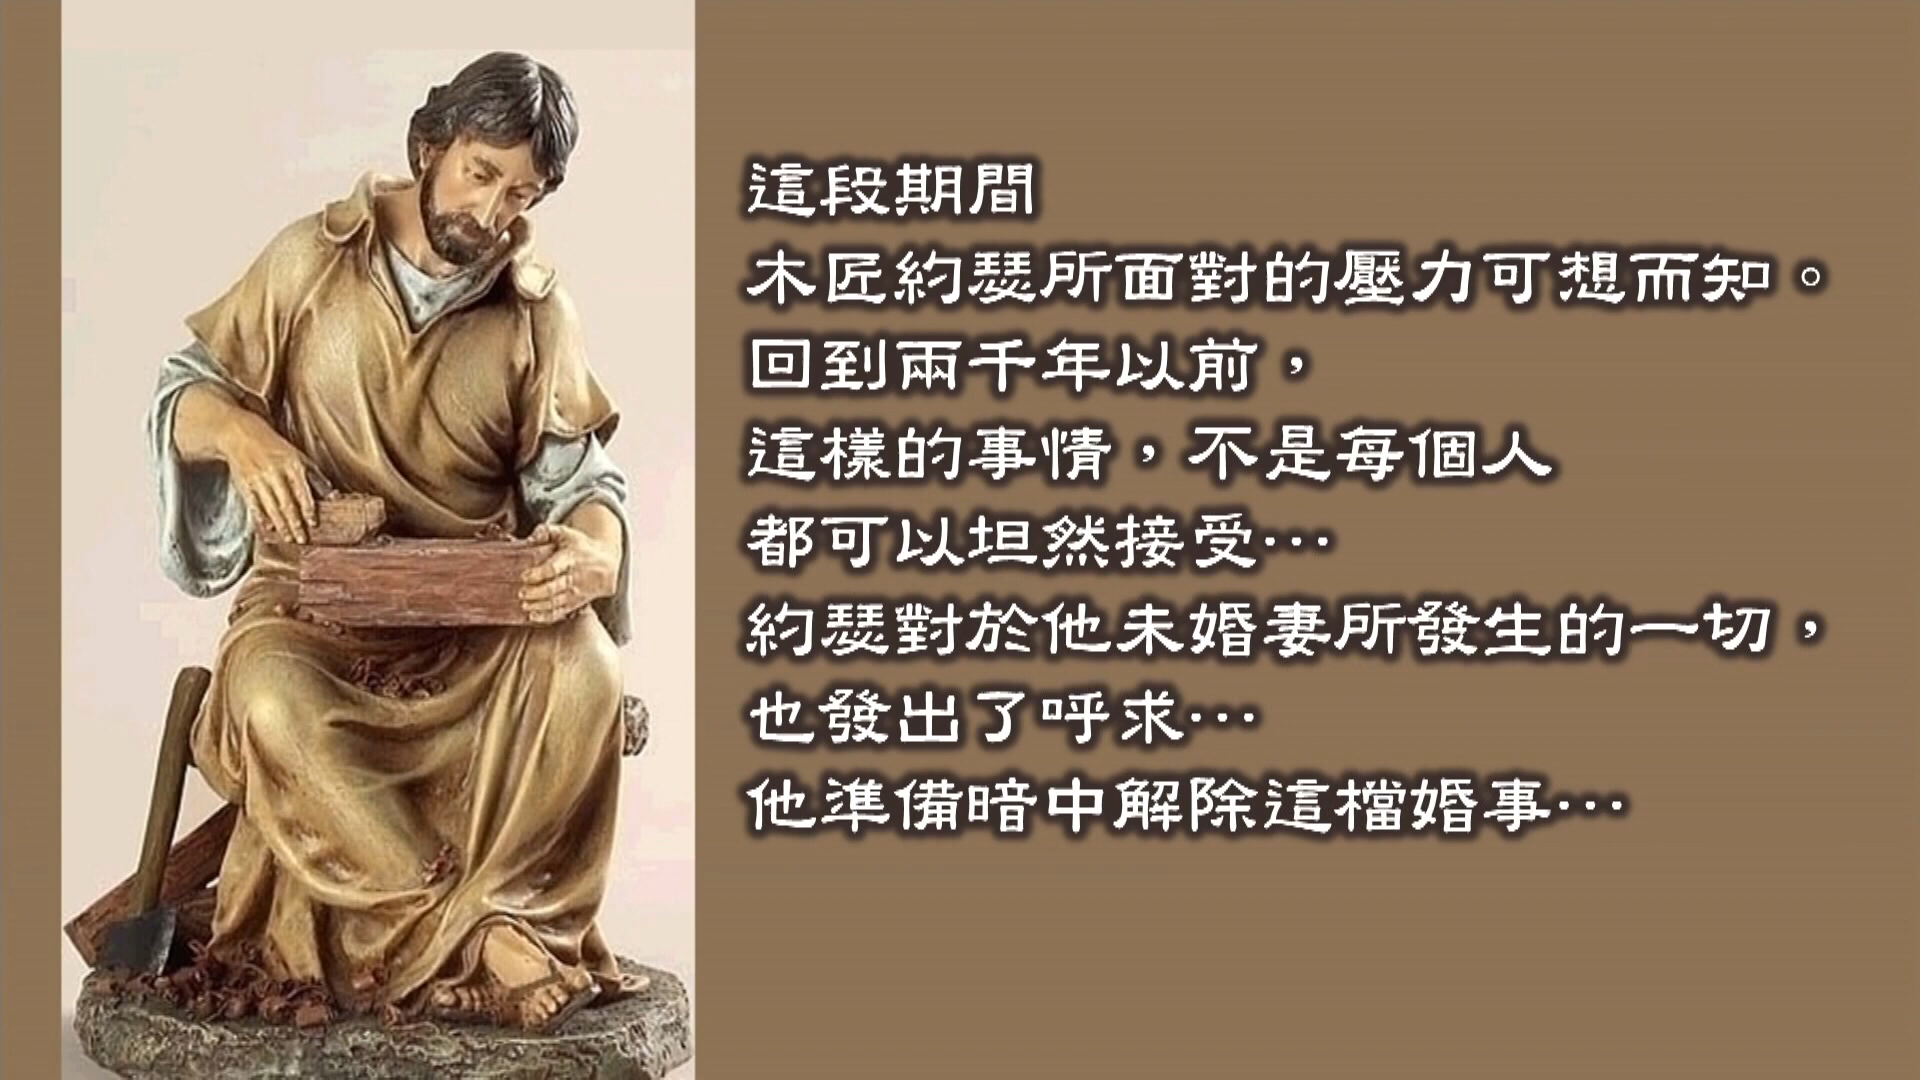 這段期間
木匠約瑟所面對的壓力可想而知。
回到兩千年以前，
這樣的事情，不是每個人
都可以坦然接受…
約瑟對於他未婚妻所發生的一切，
也發出了呼求…
他準備暗中解除這檔婚事…